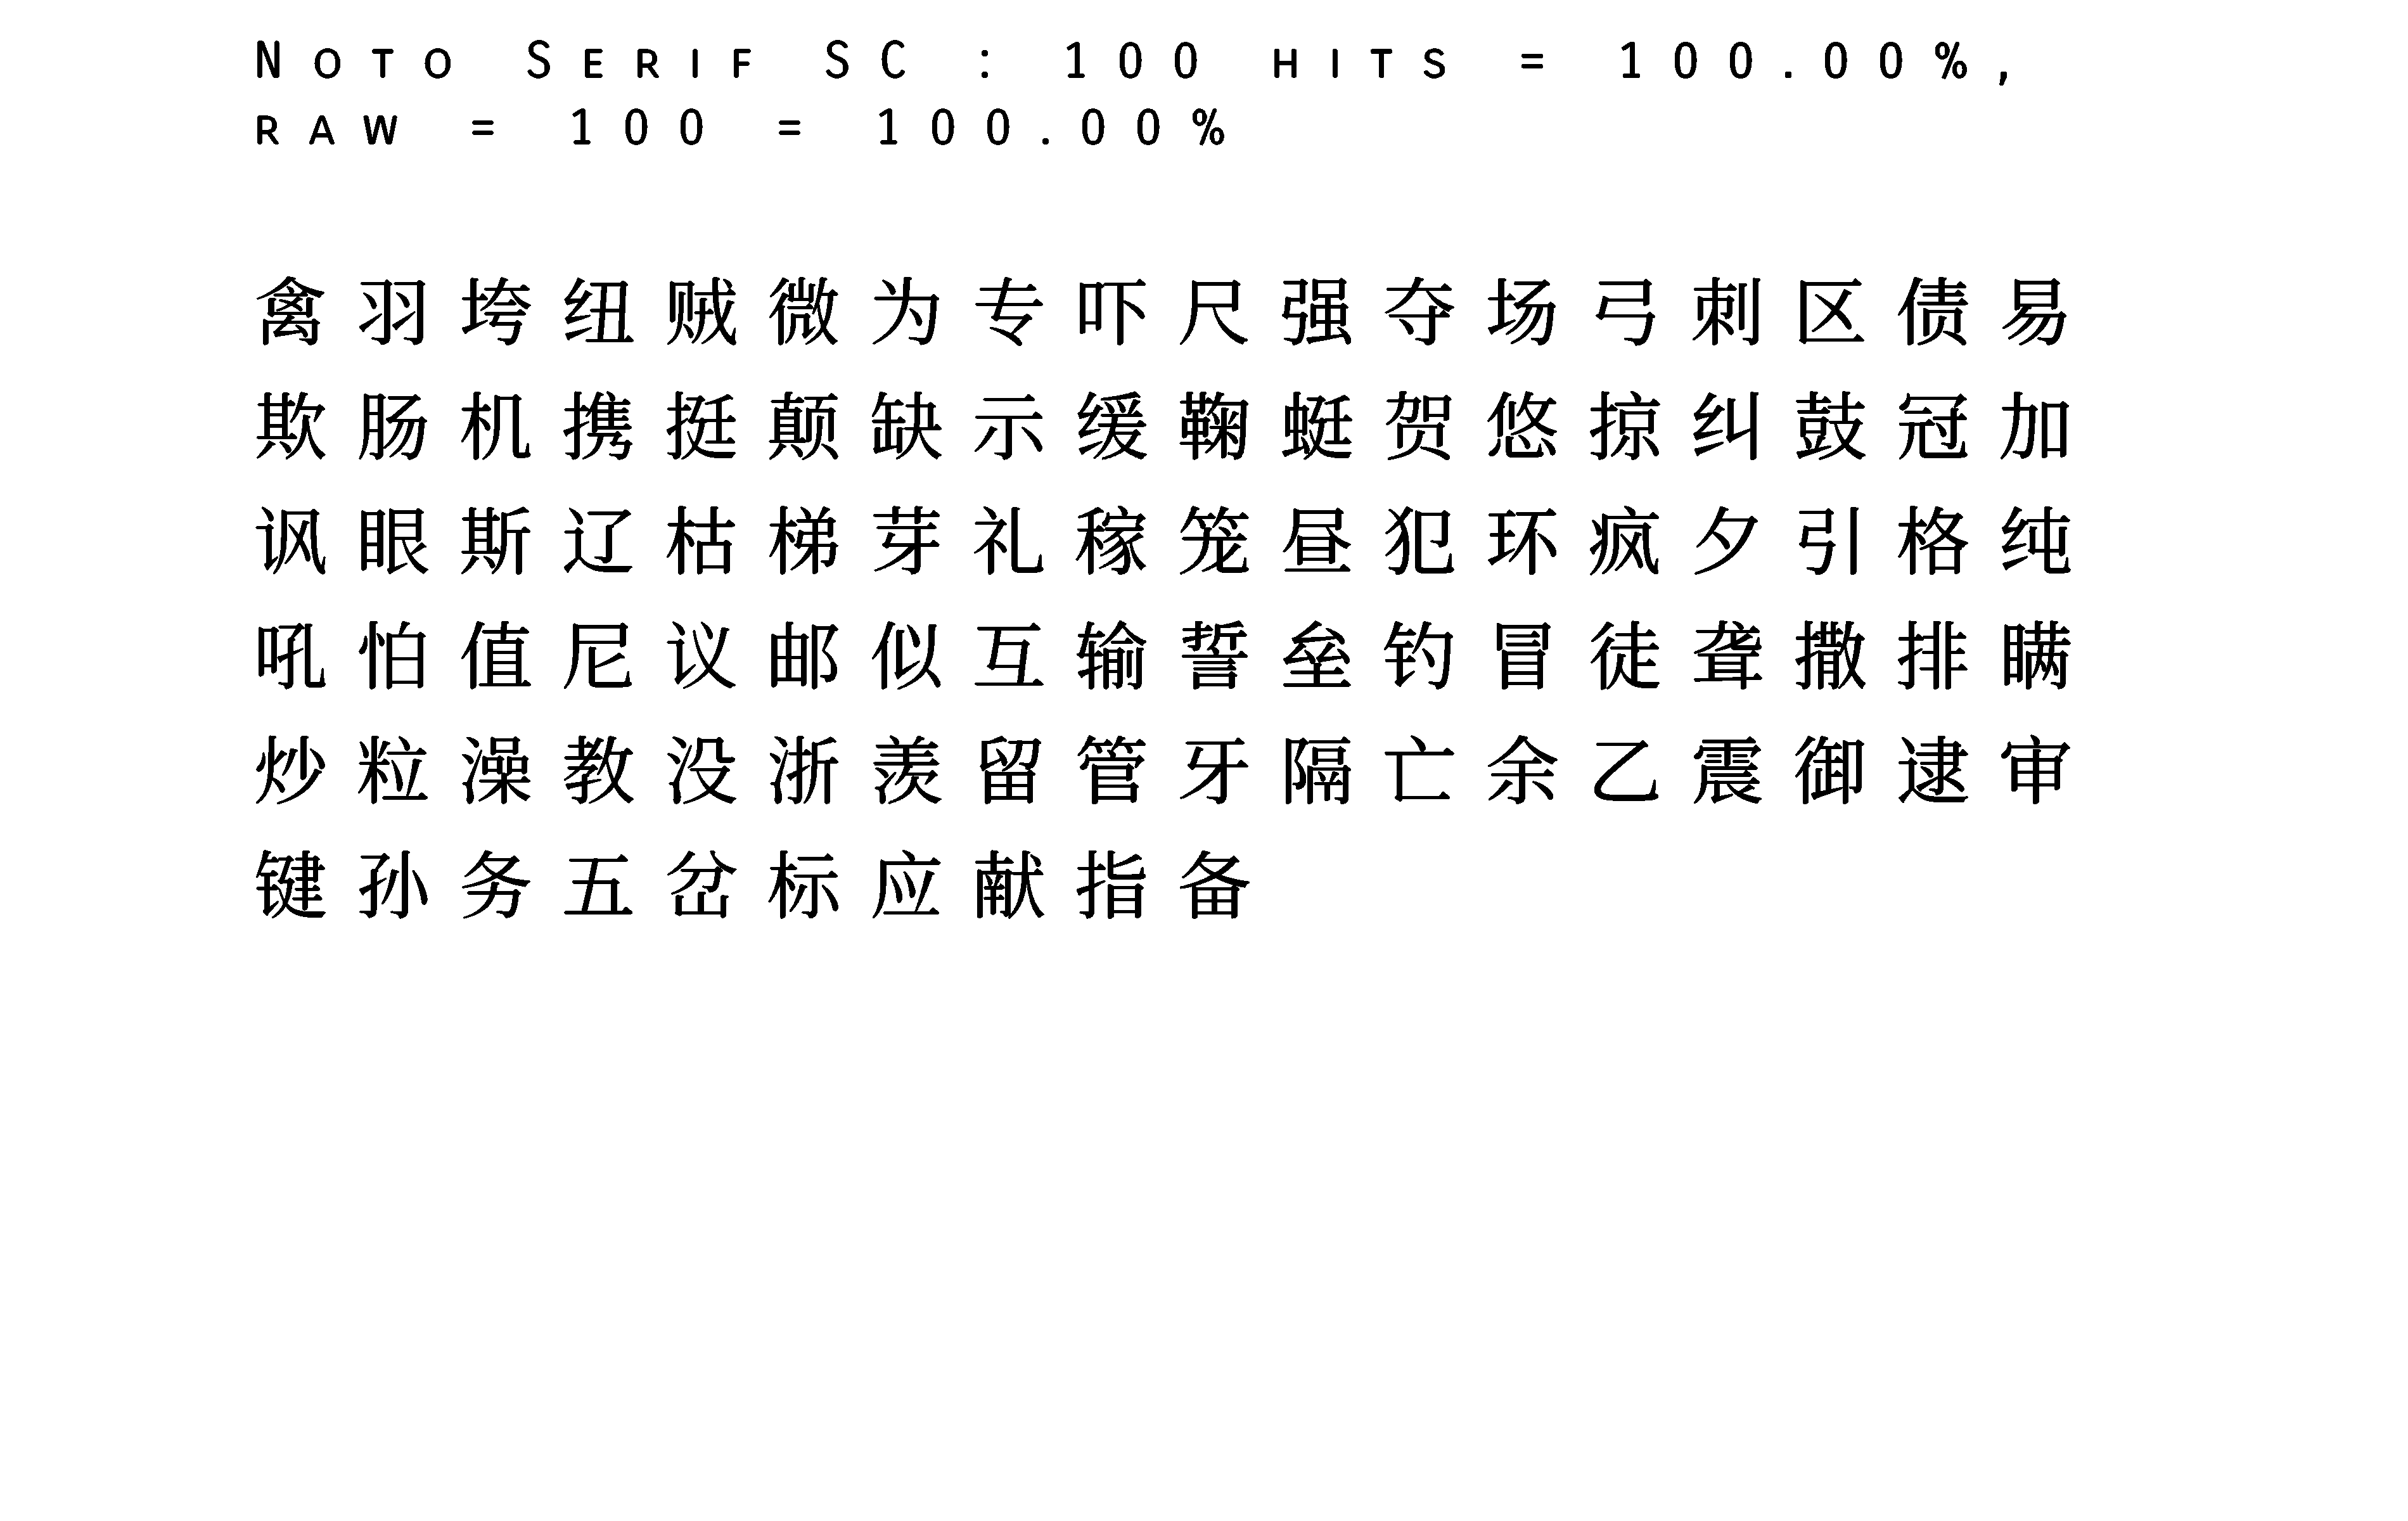 Noto Serif SC : 100 hits = 100.00%,
raw = 100 = 100.00%
禽羽垮纽贼微为专吓尺强夺场弓刺区债易
欺肠机携挺颠缺示缓鞠蜓贺悠掠纠鼓冠加
讽眼斯辽枯梯芽礼稼笼昼犯环疯夕引格纯
吼怕值尼议邮似互输誓垒钓冒徒聋撒排瞒
炒粒澡教没浙羡留管牙隔亡余乙震御逮审
键孙务五岔标应献指备